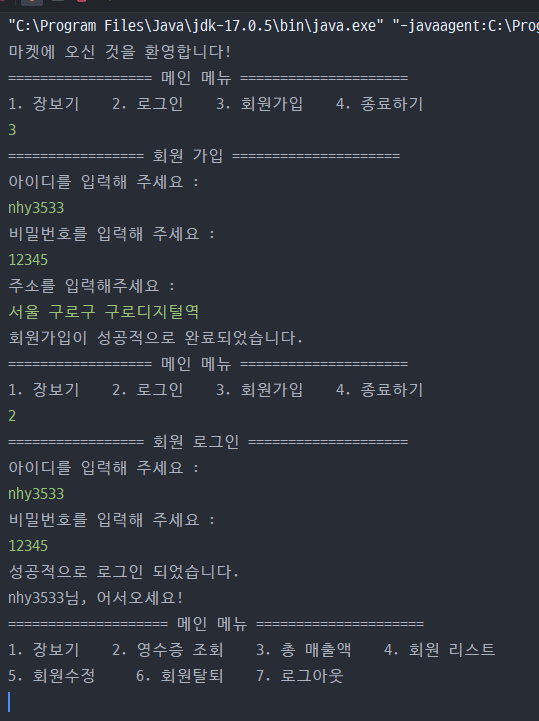 "C:\Program Files\Java\jdk-17.0.5\bin\java.exe" "-javaagent:C:\Prog
마켓에 오신 것을 환영합니다!
================== 메인 메뉴 =====================
1. 장보기    2. 로그인    3. 회원가입    4. 종료하기
3
================= 회원 가입 =====================
아이디를 입력해 주세요 :
nhy3533
비밀번호를 입력해 주세요 :
12345
주소를 입력해주세요 :
서울 구로구 구로디지털역
회원가입이 성공적으로 완료되었습니다.
================== 메인 메뉴 =====================
1. 장보기    2. 로그인    3. 회원가입    4. 종료하기
2
================= 회원 로그인 ====================
아이디를 입력해 주세요 :
nhy3533
비밀번호를 입력해 주세요 :
12345
성공적으로 로그인 되었습니다.
nhy3533님, 어서오세요!
==================== 메인 메뉴 =====================
1. 장보기    2. 영수증 조회    3. 총 매출액    4. 회원 리스트
5. 회원수정     6. 회원탈퇴    7. 로그아웃